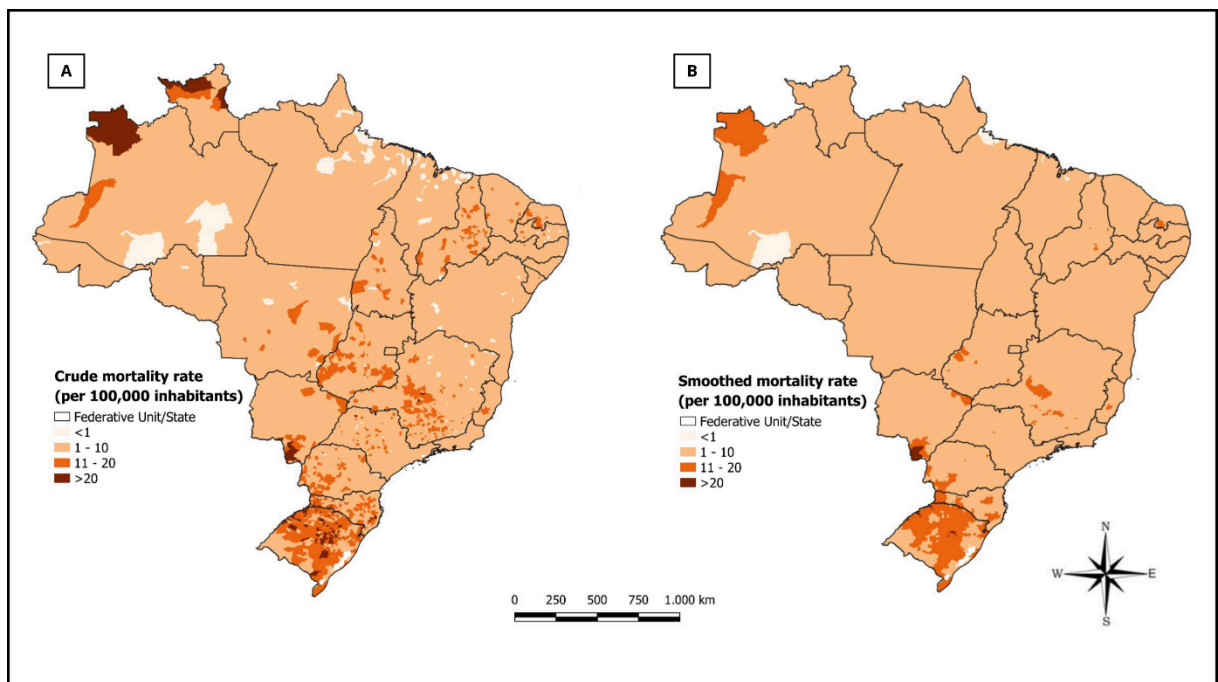 A
Crude mortality rate
(per 100,000 inhabitants)
Federative Unit/State
<1
1 - 10
11 - 20
>20
B
Smoothed mortality rate
(per 100,000 inhabitants)
Federative Unit/State
<1
1 - 10
11 - 20
>20
0 250 500 750 1.000 km
N
W E
S